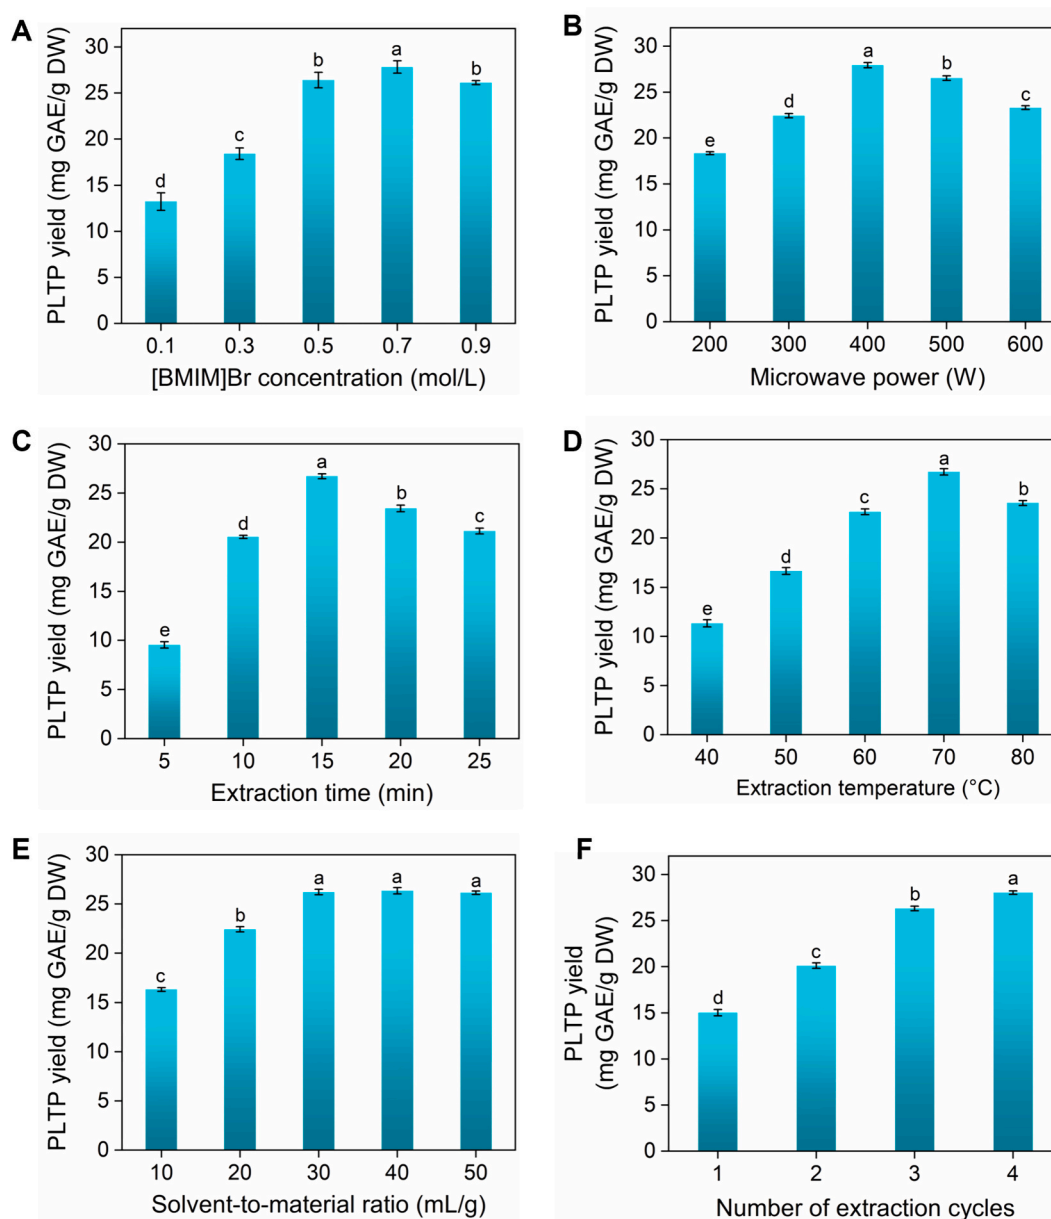 A
PLTP yield (mg GAE/g DW)
30
25
20
15
10
5
0
d
c
b
a
b
0.1 0.3 0.5 0.7 0.9
[BMIM]Br concentration (mol/L)
B
PLTP yield (mg GAE/g DW)
30
25
20
15
10
5
0
e
d
a
b
c
200 300 400 500 600
Microwave power (W)
C
PLTP yield (mg GAE/g DW)
30
25
20
15
10
5
0
e
d
a
b
c
5 10 15 20 25
Extraction time (min)
D
PLTP yield (mg GAE/g DW)
30
25
20
15
10
5
0
e
d
c
a
b
40 50 60 70 80
Extraction temperature (°C)
E
PLTP yield (mg GAE/g DW)
30
25
20
15
10
5
0
c
b
a
a
a
10 20 30 40 50
Solvent-to-material ratio (mL/g)
F
PLTP yield
(mg GAE/g DW)
30
25
20
15
10
5
0
d
c
b
a
1 2 3 4
Number of extraction cycles